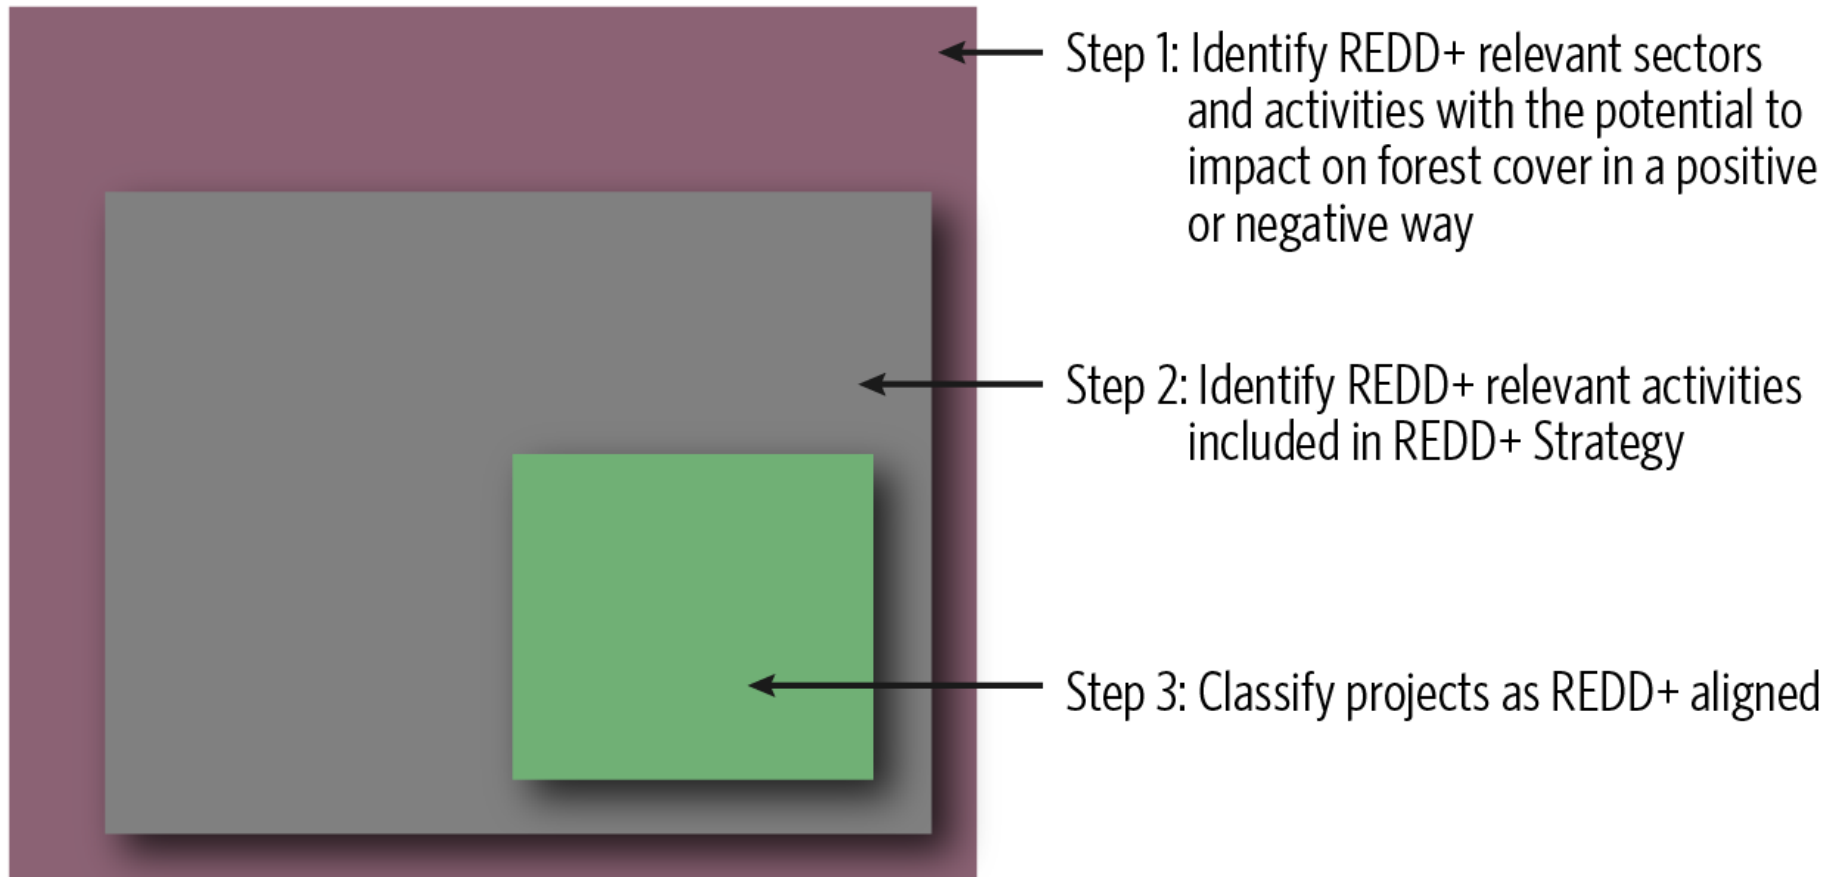 Step 1: Identify REDD+ relevant sectors
and activities with the potential to
impact on forest cover in a positive
or negative way
Step 2: Identify REDD+ relevant activities
included in REDD+ Strategy
Step 3: Classify projects as REDD+ aligned